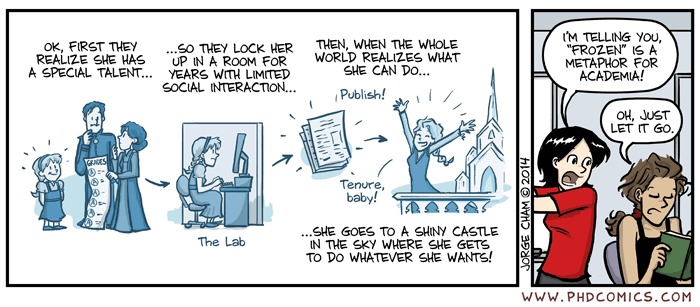 OK, FIRST THEY
REALIZE SHE HAS
A SPECIAL TALENT...
GRADES
A
A
A
A
A
...SO THEY LOCK HER
UP IN A ROOM FOR
YEARS WITH LIMITED
SOCIAL INTERACTION...
The Lab
THEN, WHEN THE WHOLE
WORLD REALIZES WHAT
SHE CAN DO...
Publish!
Tenure,
baby!
...SHE GOES TO A SHINY CASTLE
IN THE SKY WHERE SHE GETS
TO DO WHATEVER SHE WANTS!
I'M TELLING YOU,
"FROZEN" IS A
METAPHOR FOR
ACADEMIA!
OH, JUST
LET IT GO.
JORGE CHAM © 2014
WWW.PHDCOMICS.COM